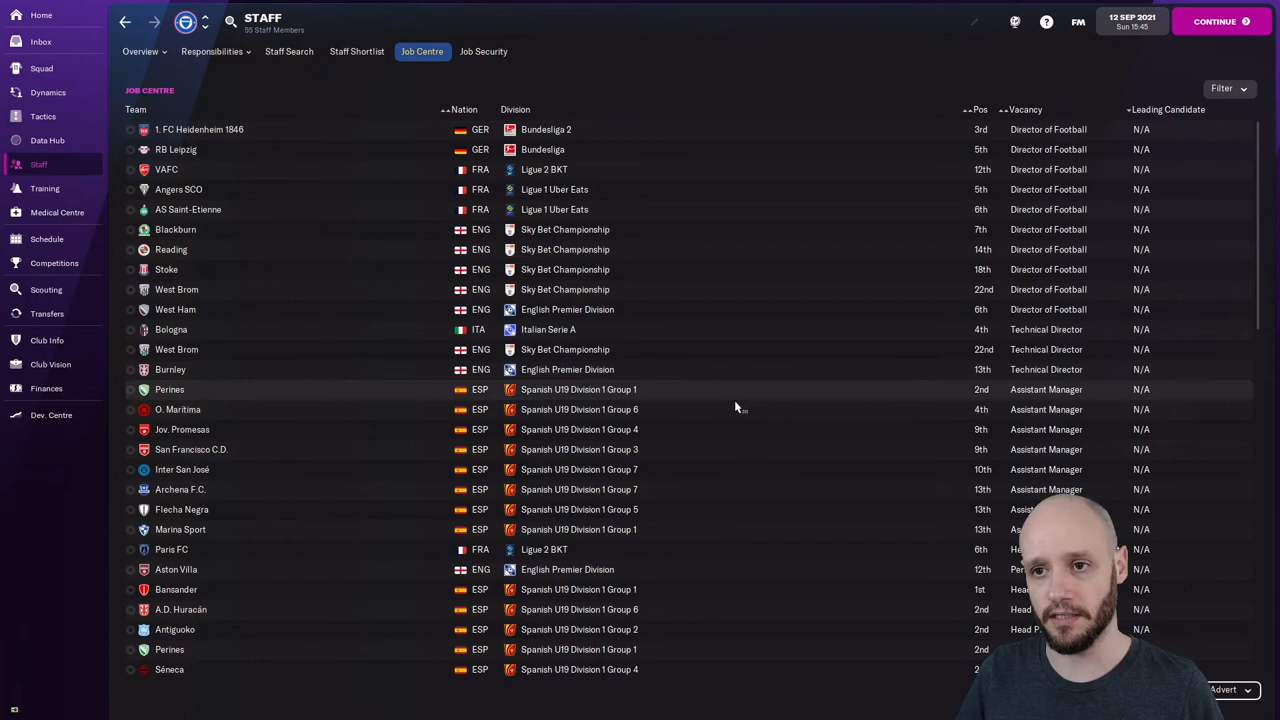 Home
STAFF
55 Staff Members
12 SEP 2021
Sun 15:45
FM
CONTINUE
Inbox
Overview Responsibilities Staff Search Staff Shortlist Job Centre Job Security
Squad
Dynamics
Tactics
Data Hub
Staff
Training
Medical Centre
Schedule
Competitions
Scouting
Transfers
Club Info
Club Vision
Finances
Dev. Centre
JOB CENTRE
Filter
Team Nation Division Pos Vacancy Leading Candidate
1. FC Heidenheim 1846 GER Bundesliga 2 3rd Director of Football N/A
RB Leipzig GER Bundesliga 5th Director of Football N/A
VAFC FRA Ligue 2 BKT 12th Director of Football N/A
Angers SCO FRA Ligue 1 Uber Eats 5th Director of Football N/A
AS Saint-Etienne FRA Ligue 1 Uber Eats 6th Director of Football N/A
Blackburn ENG Sky Bet Championship 7th Director of Football N/A
Reading ENG Sky Bet Championship 14th Director of Football N/A
Stoke ENG Sky Bet Championship 18th Director of Football N/A
West Brom ENG Sky Bet Championship 22nd Director of Football N/A
West Ham ENG English Premier Division 6th Director of Football N/A
Bologna ITA Italian Serie A 4th Technical Director N/A
West Brom ENG Sky Bet Championship 22nd Technical Director N/A
Burnley ENG English Premier Division 13th Technical Director N/A
Perines ESP Spanish U19 Division 1 Group 1 2nd Assistant Manager N/A
O. Marítima ESP Spanish U19 Division 1 Group 6 4th Assistant Manager N/A
Jov. Promesas ESP Spanish U19 Division 1 Group 4 9th Assistant Manager N/A
San Francisco C.D. ESP Spanish U19 Division 1 Group 3 9th Assistant Manager N/A
Inter San José ESP Spanish U19 Division 1 Group 7 10th Assistant Manager N/A
Archena F.C. ESP Spanish U19 Division 1 Group 7 13th Assistant Manager N/A
Flecha Negra ESP Spanish U19 Division 1 Group 5 13th N/A
Marina Sport ESP Spanish U19 Division 1 Group 1 13th N/A
Paris FC FRA Ligue 2 BKT 6th N/A
Aston Villa ENG English Premier Division 12th N/A
Bansander ESP Spanish U19 Division 1 Group 1 1st Head N/A
A.D. Huracán ESP Spanish U19 Division 1 Group 6 2nd Head N/A
Antiguoko ESP Spanish U19 Division 1 Group 2 2nd Head N/A
Perines ESP Spanish U19 Division 1 Group 1 2nd N/A
Séneca ESP Spanish U19 Division 1 Group 4 N/A
Advert